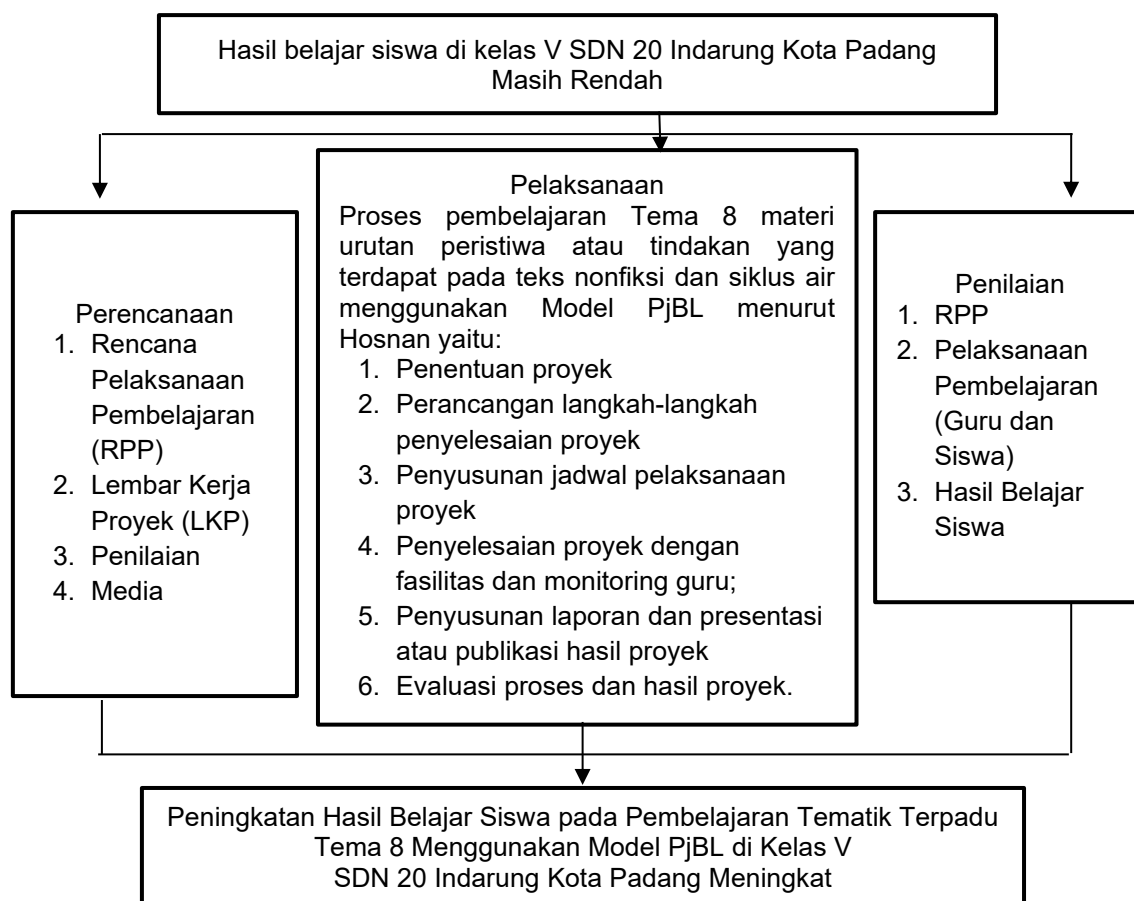 Hasil belajar siswa di kelas V SDN 20 Indarung Kota Padang
Masih Rendah
Perencanaan
1. Rencana
Pelaksanaan
Pembelajaran
(RPP)
2. Lembar Kerja
Proyek (LKP)
3. Penilaian
4. Media
Pelaksanaan
Proses pembelajaran Tema 8 materi
urutan peristiwa atau tindakan yang
terdapat pada teks nonfiksi dan siklus air
menggunakan Model PjBL menurut
Hosnan yaitu:
1. Penentuan proyek
2. Perancangan langkah-langkah
penyelesaian proyek
3. Penyusunan jadwal pelaksanaan
proyek
4. Penyelesaian proyek dengan
fasilitas dan monitoring guru;
5. Penyusunan laporan dan presentasi
atau publikasi hasil proyek
6. Evaluasi proses dan hasil proyek.
Penilaian
1. RPP
2. Pelaksanaan
Pembelajaran
(Guru dan
Siswa)
3. Hasil Belajar
Siswa
Peningkatan Hasil Belajar Siswa pada Pembelajaran Tematik Terpadu
Tema 8 Menggunakan Model PjBL di Kelas V
SDN 20 Indarung Kota Padang Meningkat